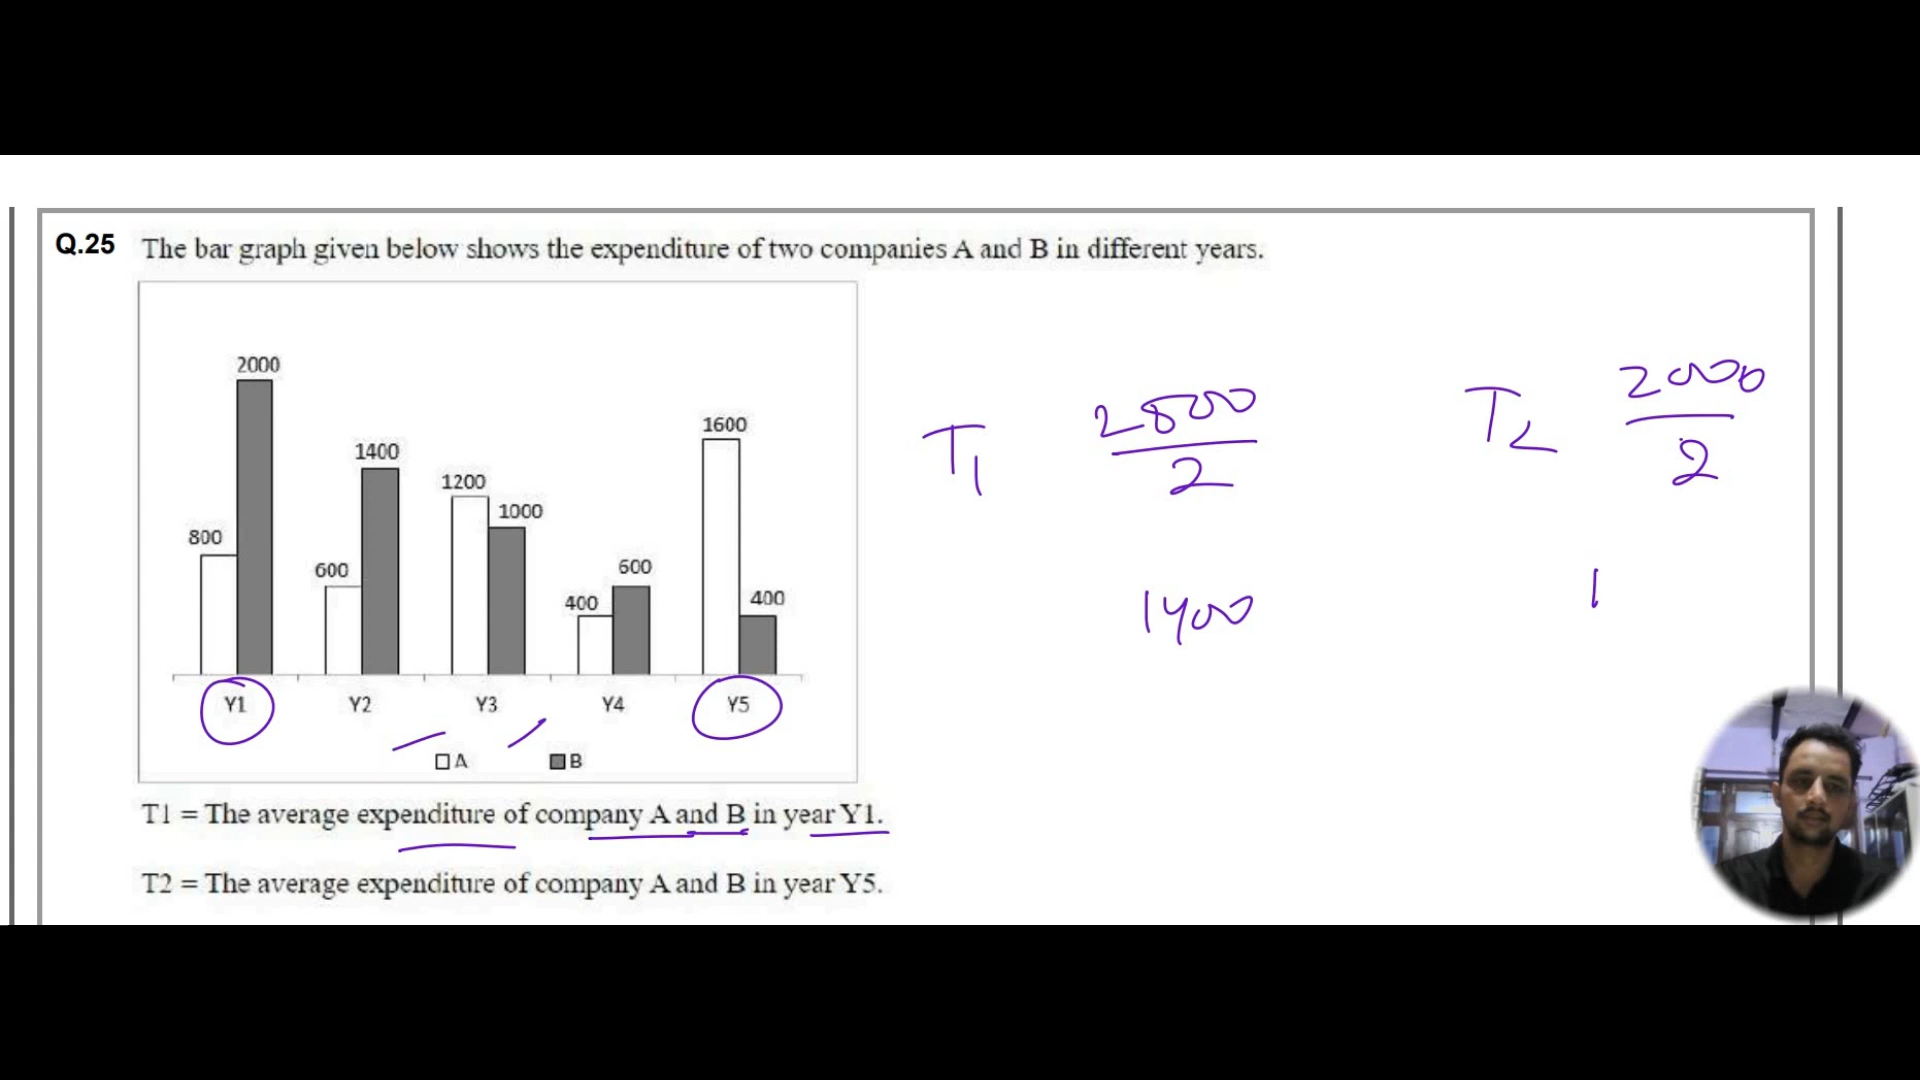 Q.25 The bar graph given below shows the expenditure of two companies A and B in different years.
2000
1600
1400
1200
1000
800
600
600
400
400
Y1 Y2 Y3 Y4 Y5
A B
T1 = The average expenditure of company A and B in year Y1.
T2 = The average expenditure of company A and B in year Y5.
T1 2800
2
1400
T2 2000
2
1